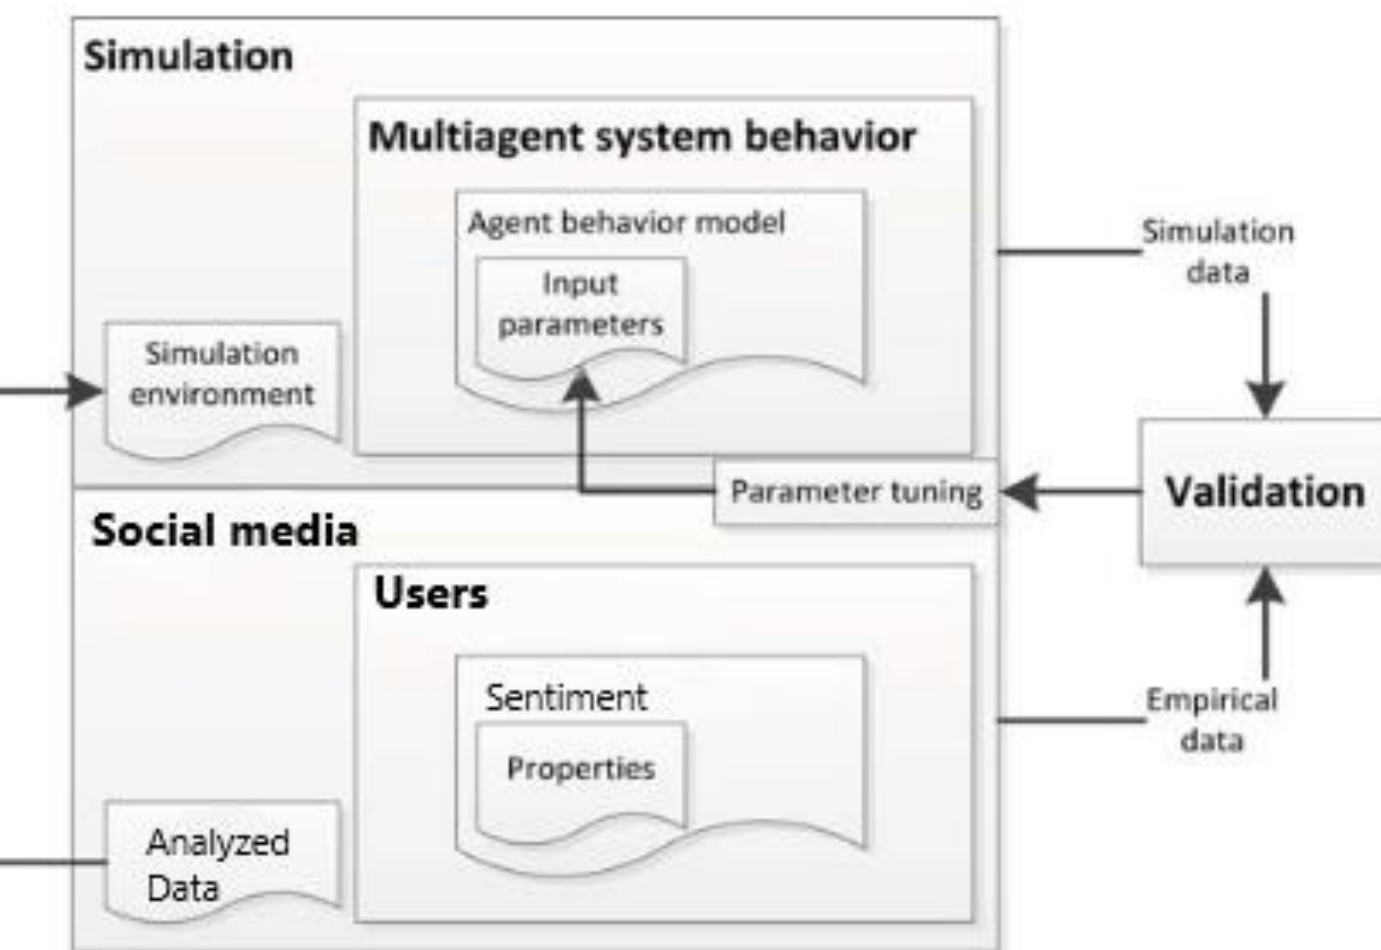 Simulation
Multiagent system behavior
Agent behavior model
Input
parameters
Simulation
environment
Simulation
data
Parameter tuning
Validation
Social media
Users
Sentiment
Properties
Analyzed
Data
Empirical
data